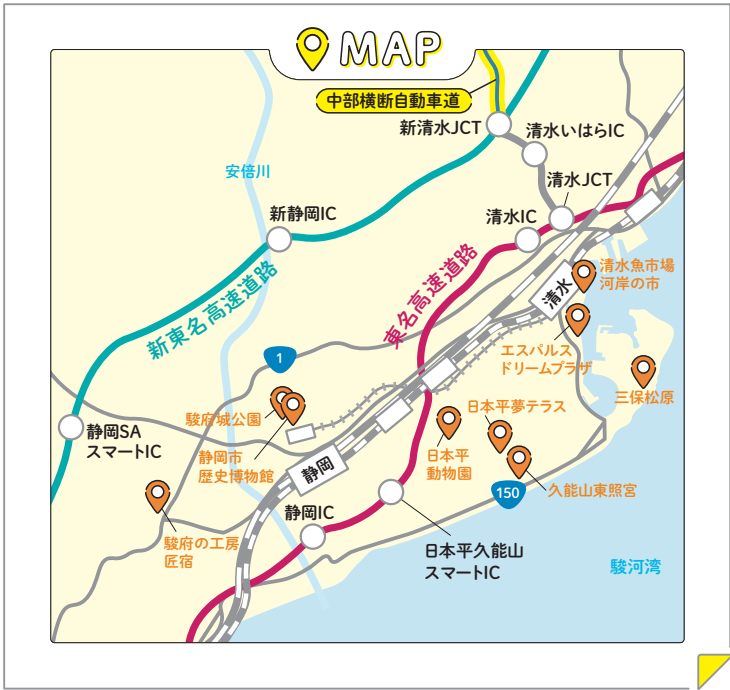 MAP
中部横断自動車道
新清水JCT
清水いはらIC
安倍川
清水JCT
新静岡IC
清水IC
新東名高速道路
東名高速道路
清水
清水魚市場
河岸の市
エスパルス
ドリームプラザ
1
三保松原
駿府城公園
日本平夢テラス
静岡SA
スマートIC
静岡市
歴史博物館
静岡
日本平
動物園
久能山東照宮
150
静岡IC
駿府の工房
匠宿
日本平久能山
スマートIC
駿河湾